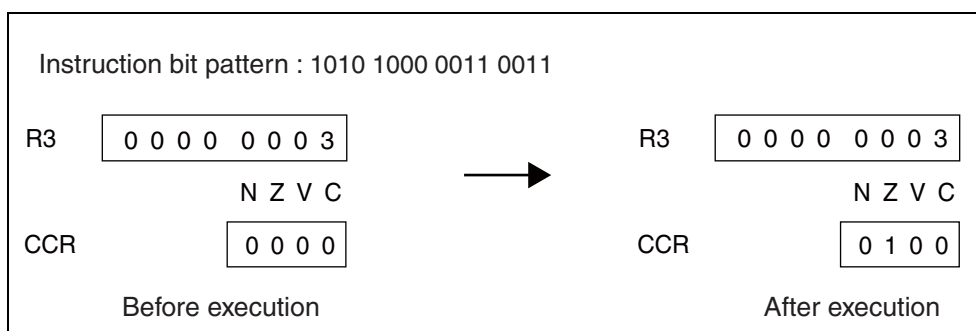 Instruction bit pattern : 1010 1000 0011 0011
R3 0 0 0 0 0 0 0 3 R3 0 0 0 0 0 0 0 3
N Z V C N Z V C
CCR 0 0 0 0 CCR 0 1 0 0
Before execution After execution